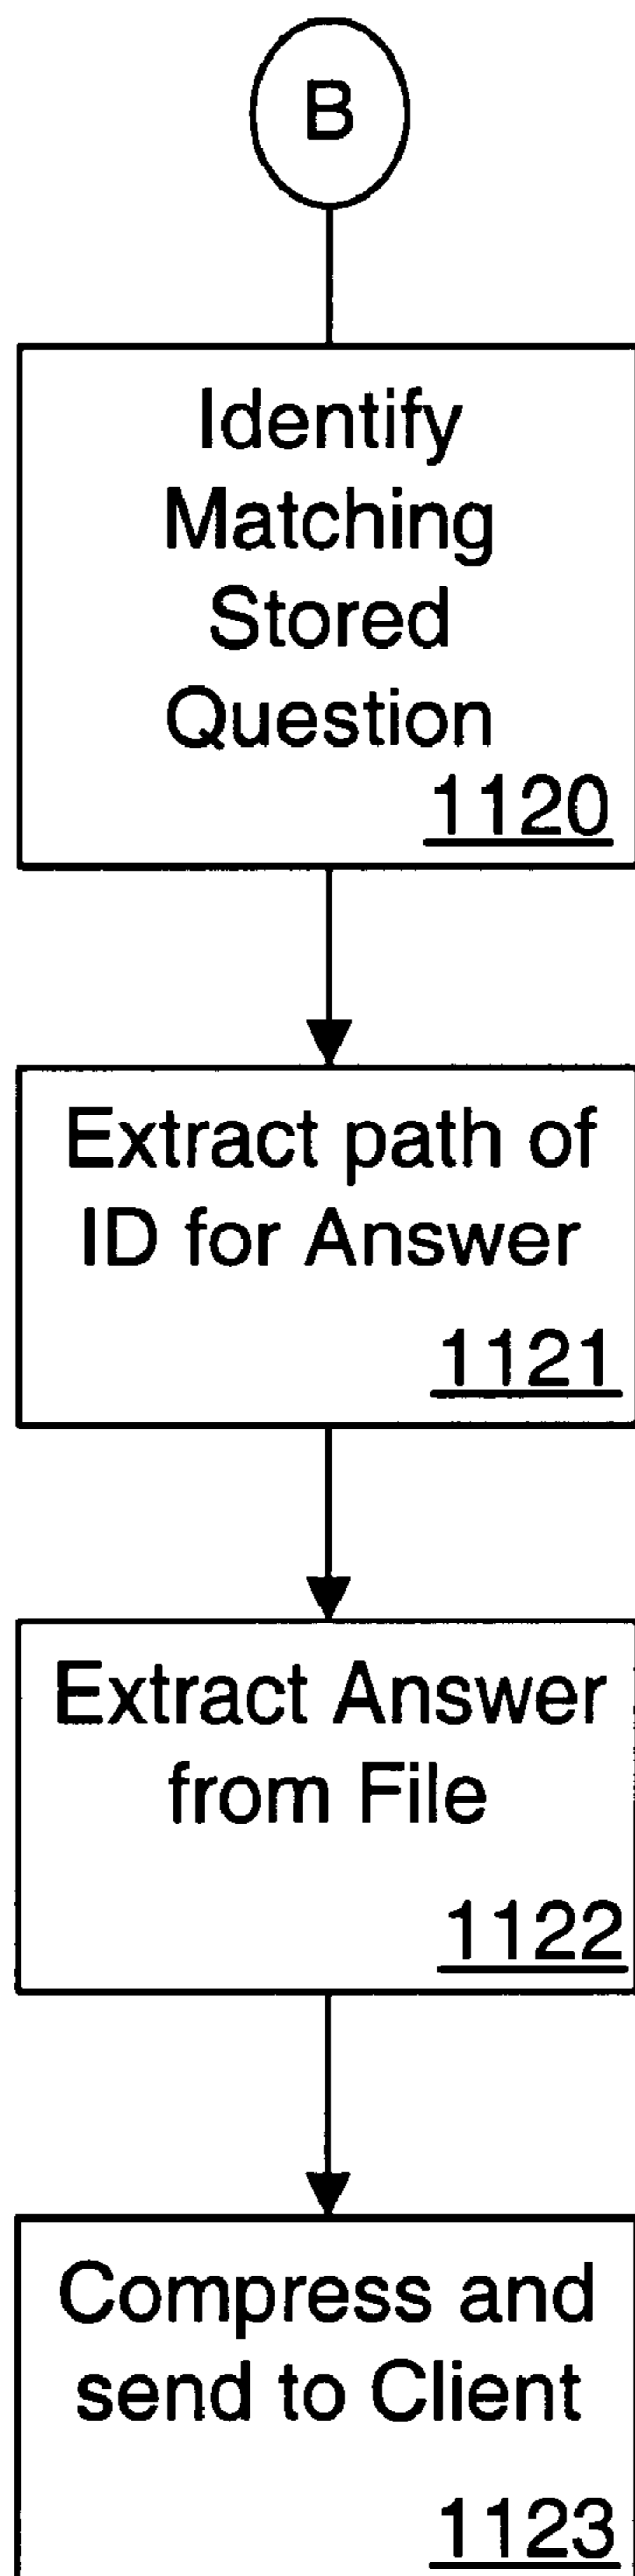 B
Identify
Matching
Stored
Question
1120
Extract path of
ID for Answer
1121
Extract Answer
from File
1122
Compress and
send to Client
1123